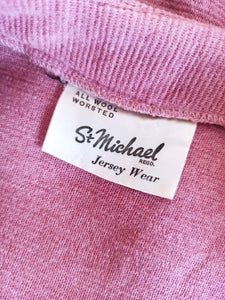 ALL WOOL
WORSTED
St Michael
REGD.
Jersey Wear